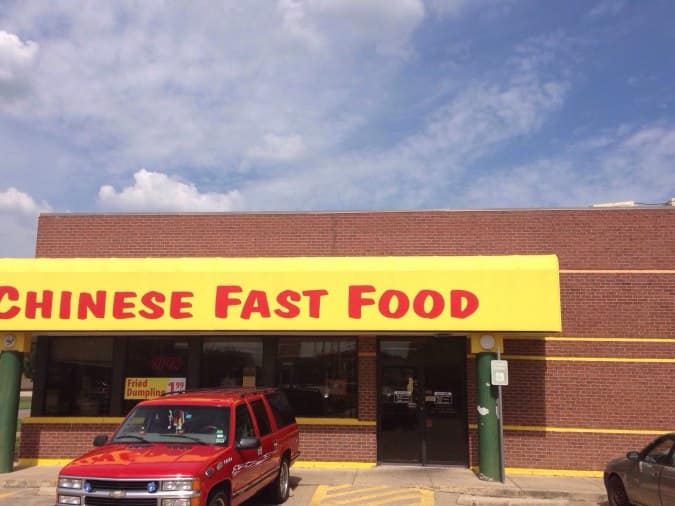 CHINESE FAST FOOD
Fried 1.99
Dumpling